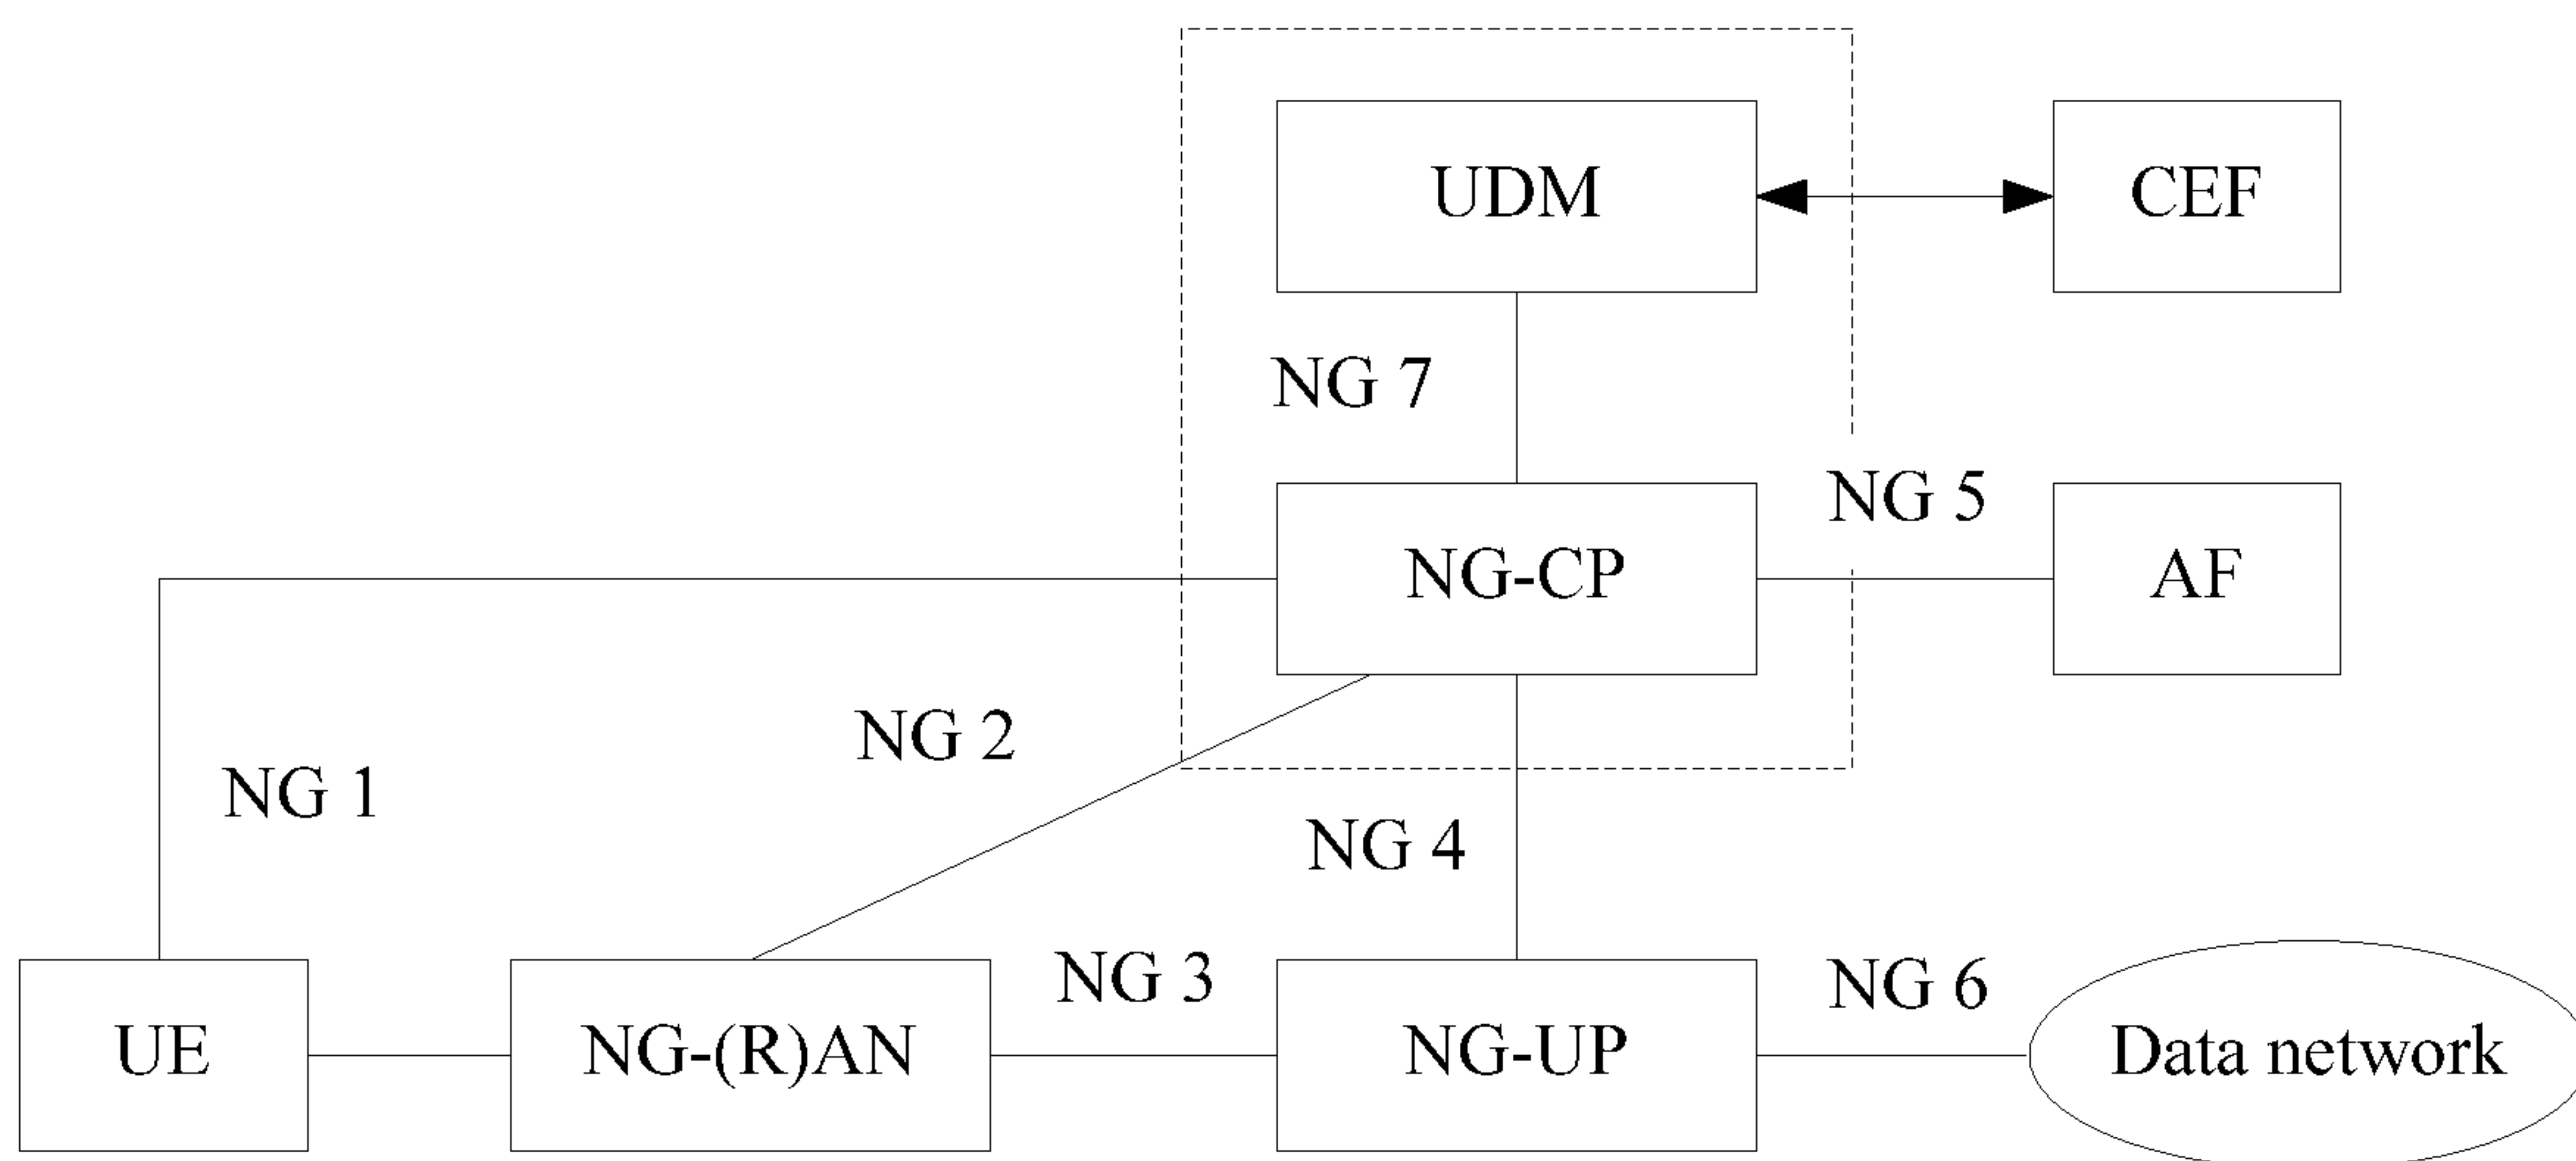 UDM
CEF
NG 7
NG 5
NG-CP
AF
NG 2
NG 1
NG 4
NG 3
NG 6
UE
NG-(R)AN
NG-UP
Data network